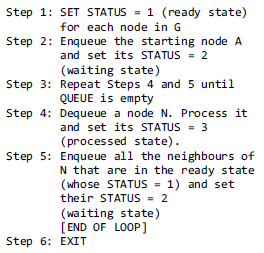 Step 1: SET STATUS = 1 (ready state)
for each node in G
Step 2: Enqueue the starting node A
and set its STATUS = 2
(waiting state)
Step 3: Repeat Steps 4 and 5 until
QUEUE is empty
Step 4: Dequeue a node N. Process it
and set its STATUS = 3
(processed state).
Step 5: Enqueue all the neighbours of
N that are in the ready state
(whose STATUS = 1) and set
their STATUS = 2
(waiting state)
[END OF LOOP]
Step 6: EXIT